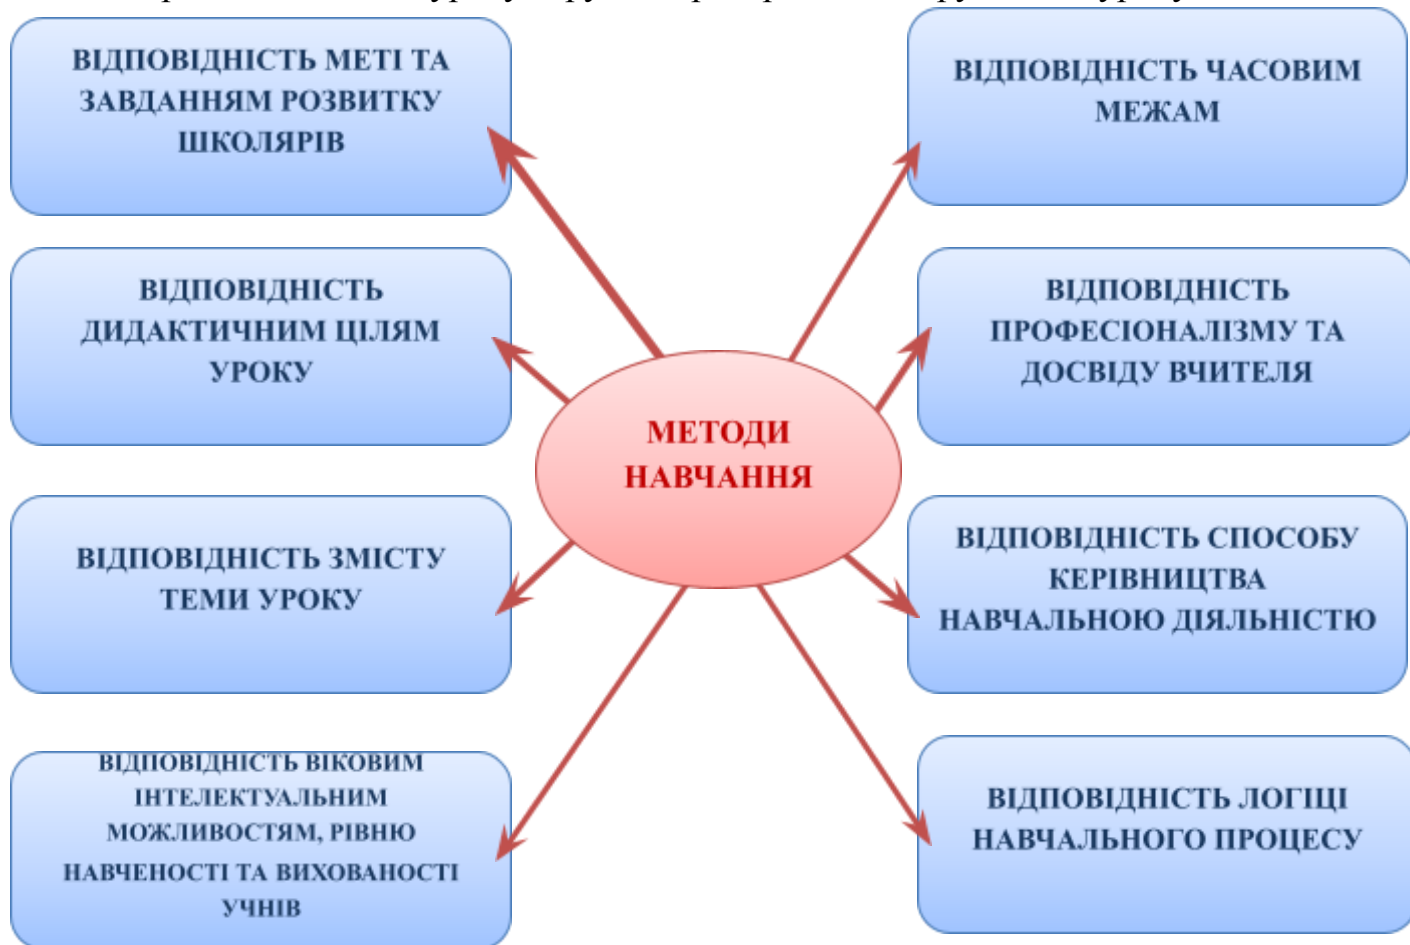 ВІДПОВІДНІСТЬ МЕТІ ТА
ЗАВДАННЯМ РОЗВИТКУ
ШКОЛЯРІВ
ВІДПОВІДНІСТЬ ЧАСОВИМ
МЕЖАМ
ВІДПОВІДНІСТЬ
ДИДАКТИЧНИМ ЦІЛЯМ
УРОКУ
ВІДПОВІДНІСТЬ
ПРОФЕСІОНАЛІЗМУ ТА
ДОСВІДУ ВЧИТЕЛЯ
МЕТОДИ
НАВЧАННЯ
ВІДПОВІДНІСТЬ ЗМІСТУ
ТЕМИ УРОКУ
ВІДПОВІДНІСТЬ СПОСОБУ
КЕРІВНИЦТВА
НАВЧАЛЬНОЮ ДІЯЛЬНІСТЮ
ВІДПОВІДНІСТЬ ВІКОВИМ
ІНТЕЛЕКТУАЛЬНИМ
МОЖЛИВОСТЯМ, РІВНЮ
НАВЧЕНОСТІ ТА ВИХОВАНОСТІ
УЧНІВ
ВІДПОВІДНІСТЬ ЛОГІЦІ
НАВЧАЛЬНОГО ПРОЦЕСУ